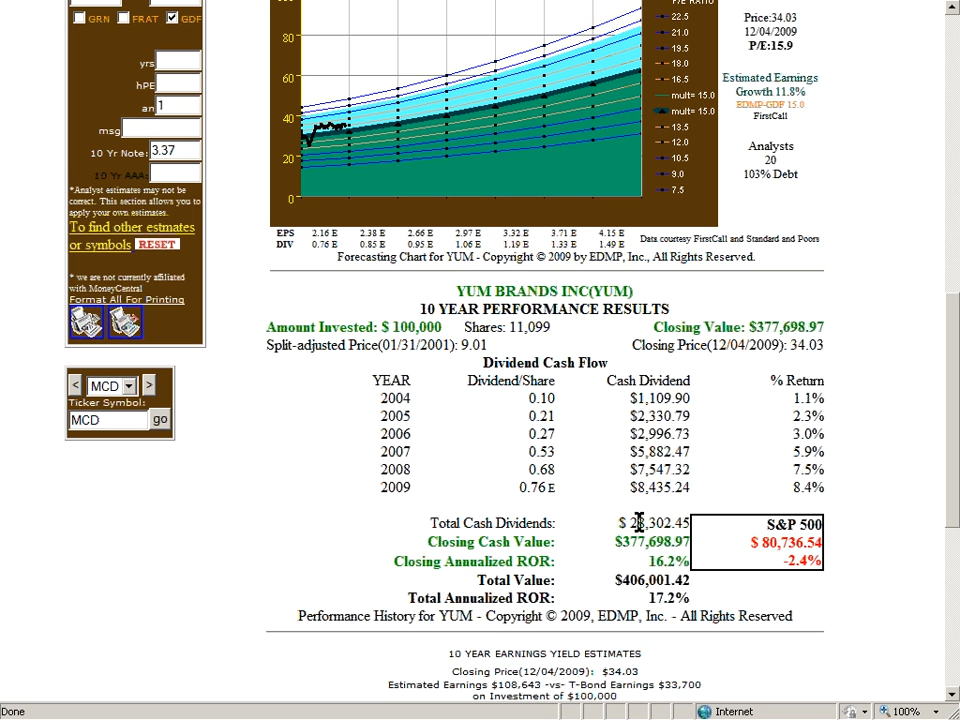 GRN FRAT GDF
yrs
hPE
an 1
msg
10 Yr Note: 3.37
10 Yr AAA:
*Analyst estimates may not be
correct. This section allows you to
apply your own estimates.
To find other estmates
or symbols RESET
* we are not currently affiliated
with MoneyCentral
Format All For Printing
< MCD >
Ticker Symbol:
MCD go
80
60
40
20
0
P/E RATIO
22.5
21.0
19.5
18.0
16.5
mult= 15.0
mult= 15.0
13.5
12.0
10.5
9.0
7.5
Price:34.03
12/04/2009
P/E:15.9
Estimated Earnings
Growth 11.8%
EDMP-GDF 15.0
FirstCall
Analysts
20
103% Debt
EPS 2.16 E 2.38 E 2.66 E 2.97 E 3.32 E 3.71 E 4.15 E
DIV 0.76 E 0.85 E 0.95 E 1.06 E 1.19 E 1.33 E 1.49 E
Data courtesy FirstCall and Standard and Poors
Forecasting Chart for YUM - Copyright © 2009 by EDMP, Inc., All Rights Reserved.
YUM BRANDS INC(YUM)
10 YEAR PERFORMANCE RESULTS
Amount Invested: $ 100,000 Shares: 11,099 Closing Value: $377,698.97
Split-adjusted Price(01/31/2001): 9.01 Closing Price(12/04/2009): 34.03
Dividend Cash Flow
YEAR Dividend/Share Cash Dividend % Return
2004 0.10 $1,109.90 1.1%
2005 0.21 $2,330.79 2.3%
2006 0.27 $2,996.73 3.0%
2007 0.53 $5,882.47 5.9%
2008 0.68 $7,547.32 7.5%
2009 0.76 E $8,435.24 8.4%
Total Cash Dividends: $ 28,302.45 S&P 500
Closing Cash Value: $377,698.97 $ 80,736.54
Closing Annualized ROR: 16.2% -2.4%
Total Value: $406,001.42
Total Annualized ROR: 17.2%
Performance History for YUM - Copyright © 2009, EDMP, Inc. - All Rights Reserved
10 YEAR EARNINGS YIELD ESTIMATES
Closing Price(12/04/2009): $34.03
Estimated Earnings $108,643 -vs- T-Bond Earnings $33,700
on Investment of $100,000
Done Internet 100%